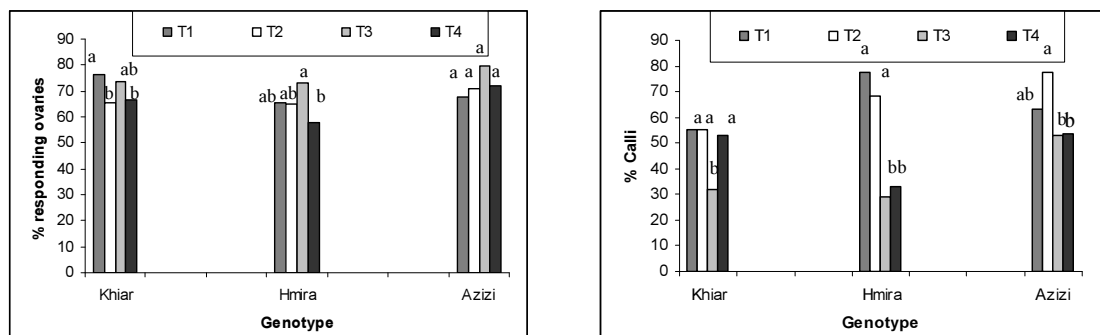 T1 T2 T3 T4
90
80
70
60
50
40
30
20
10
0
% responding ovaries
a b ab b
ab ab a b
a a a a
Khiar Hmira Azizi
Genotype
T1 T2 T3 T4
90
80
70
60
50
40
30
20
10
0
% Calli
a a b a
a a bb
ab a b b
Khiar Hmira Azizi
Genotype